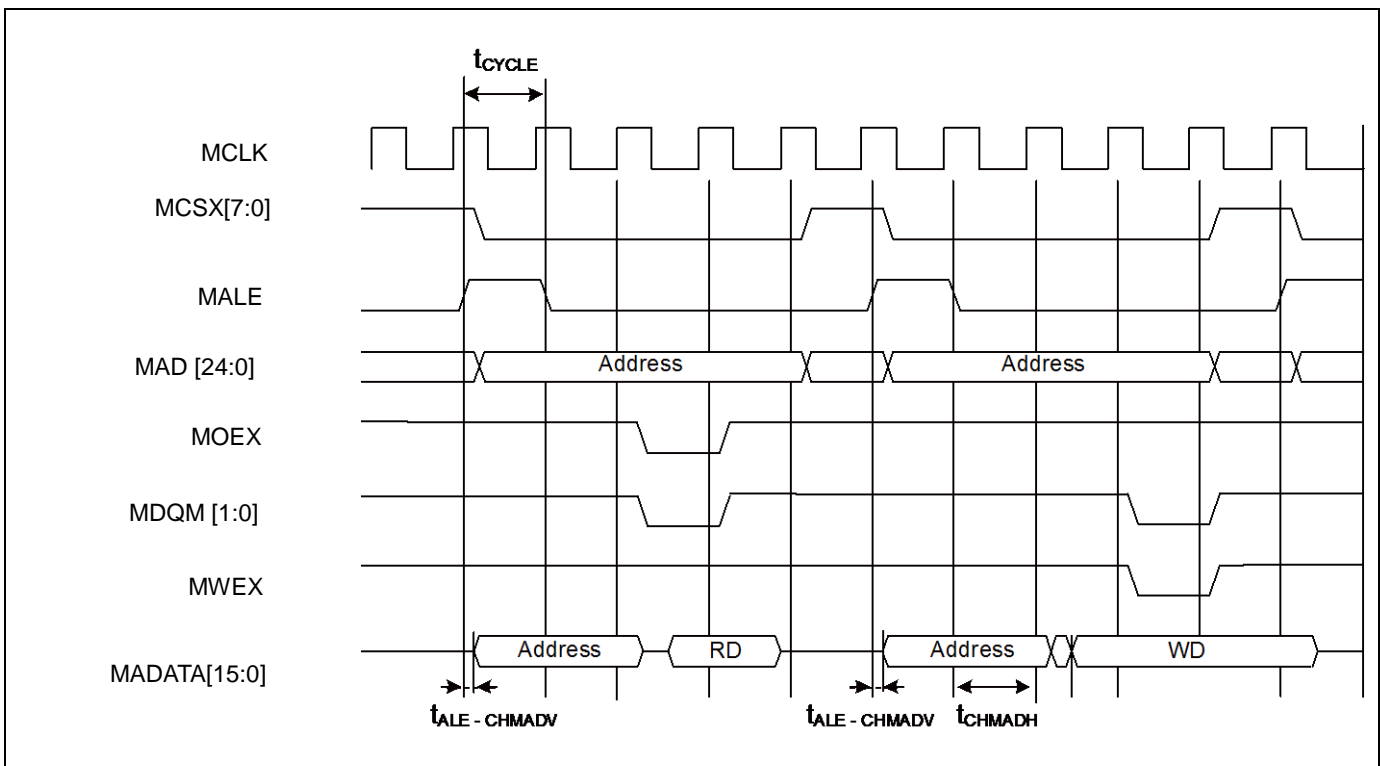 tCYCLE
MCLK
MCSX[7:0]
MALE
MAD [24:0]
Address
Address
MOEX
MDQM [1:0]
MWEX
MADATA[15:0]
Address
RD
Address
WD
tALE - CHMADV
tALE - CHMADV
tCHMADH